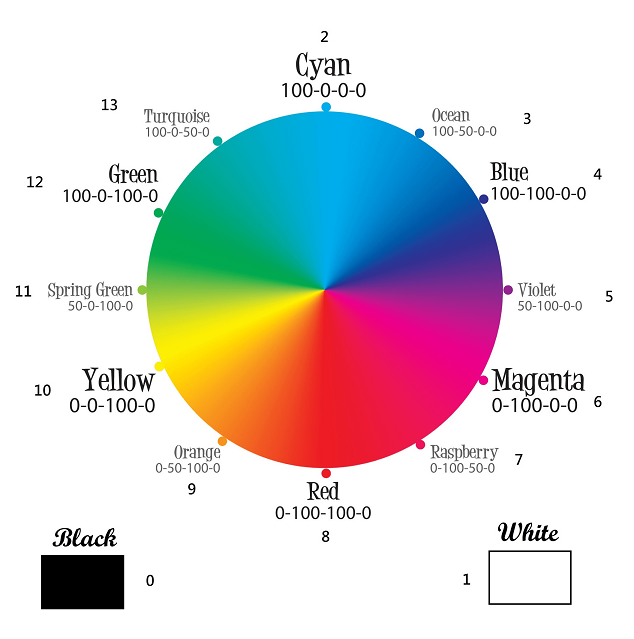 2
Cyan
100-0-0-0
13
Turquoise
100-0-50-0
Ocean
100-50-0-0
3
12
Green
100-0-100-0
Blue
100-100-0-0
4
11
Spring Green
50-0-100-0
Violet
50-100-0-0
5
10
Yellow
0-0-100-0
Magenta
0-100-0-0
6
Orange
0-50-100-0
9
Raspberry
0-100-50-0
7
Red
0-100-100-0
8
Black
0
White
1